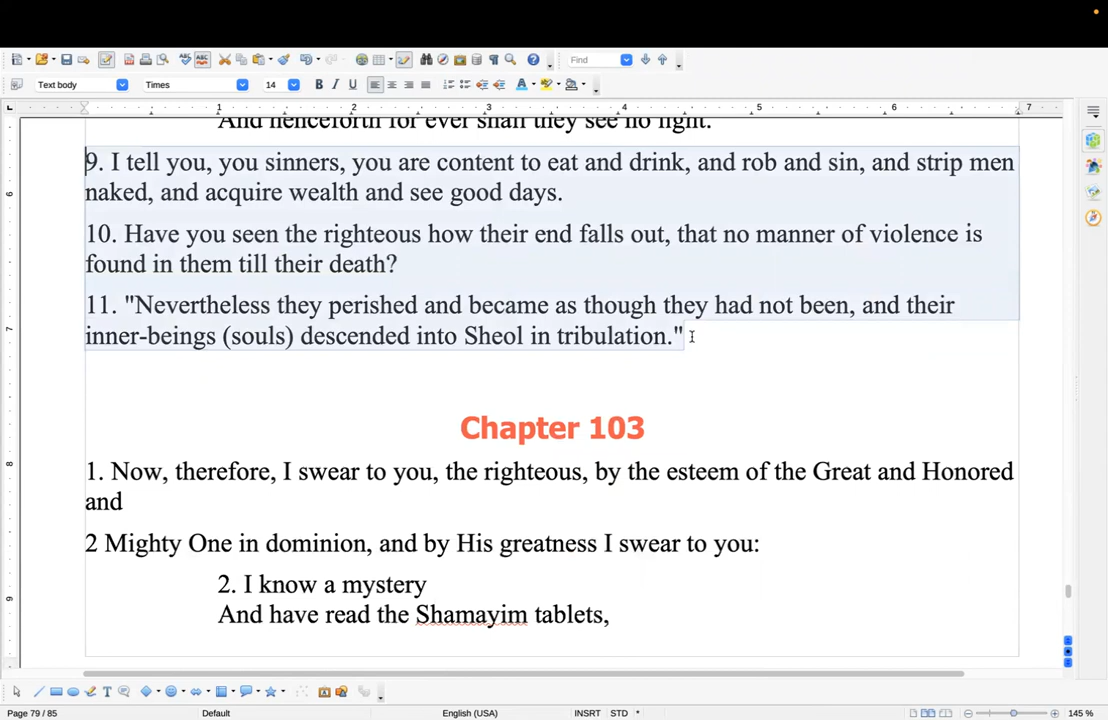 Text body Times 14 B I U Find
1 2 3 4 5 6 7
And henceforth for ever shall they see no light.
9. I tell you, you sinners, you are content to eat and drink, and rob and sin, and strip men
naked, and acquire wealth and see good days.
10. Have you seen the righteous how their end falls out, that no manner of violence is
found in them till their death?
11. "Nevertheless they perished and became as though they had not been, and their
inner-beings (souls) descended into Sheol in tribulation."
Chapter 103
1. Now, therefore, I swear to you, the righteous, by the esteem of the Great and Honored
and
2 Mighty One in dominion, and by His greatness I swear to you:
2. I know a mystery
And have read the Shamayim tablets,
Page 79 / 85 Default English (USA) INSRT STD * 145 %